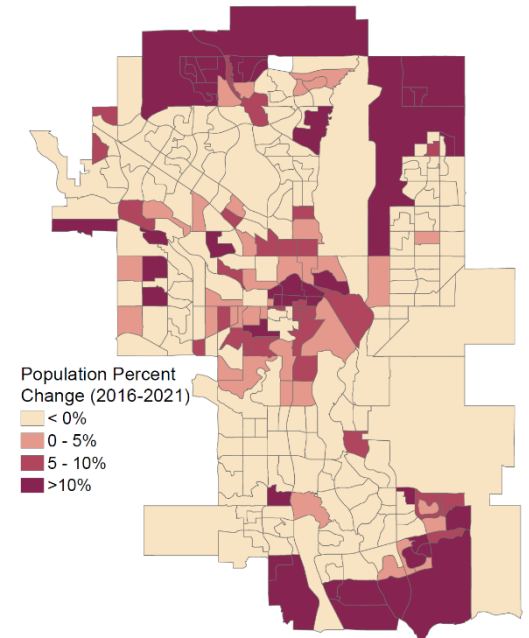 Population Percent
Change (2016-2021)
< 0%
0 - 5%
5 - 10%
>10%